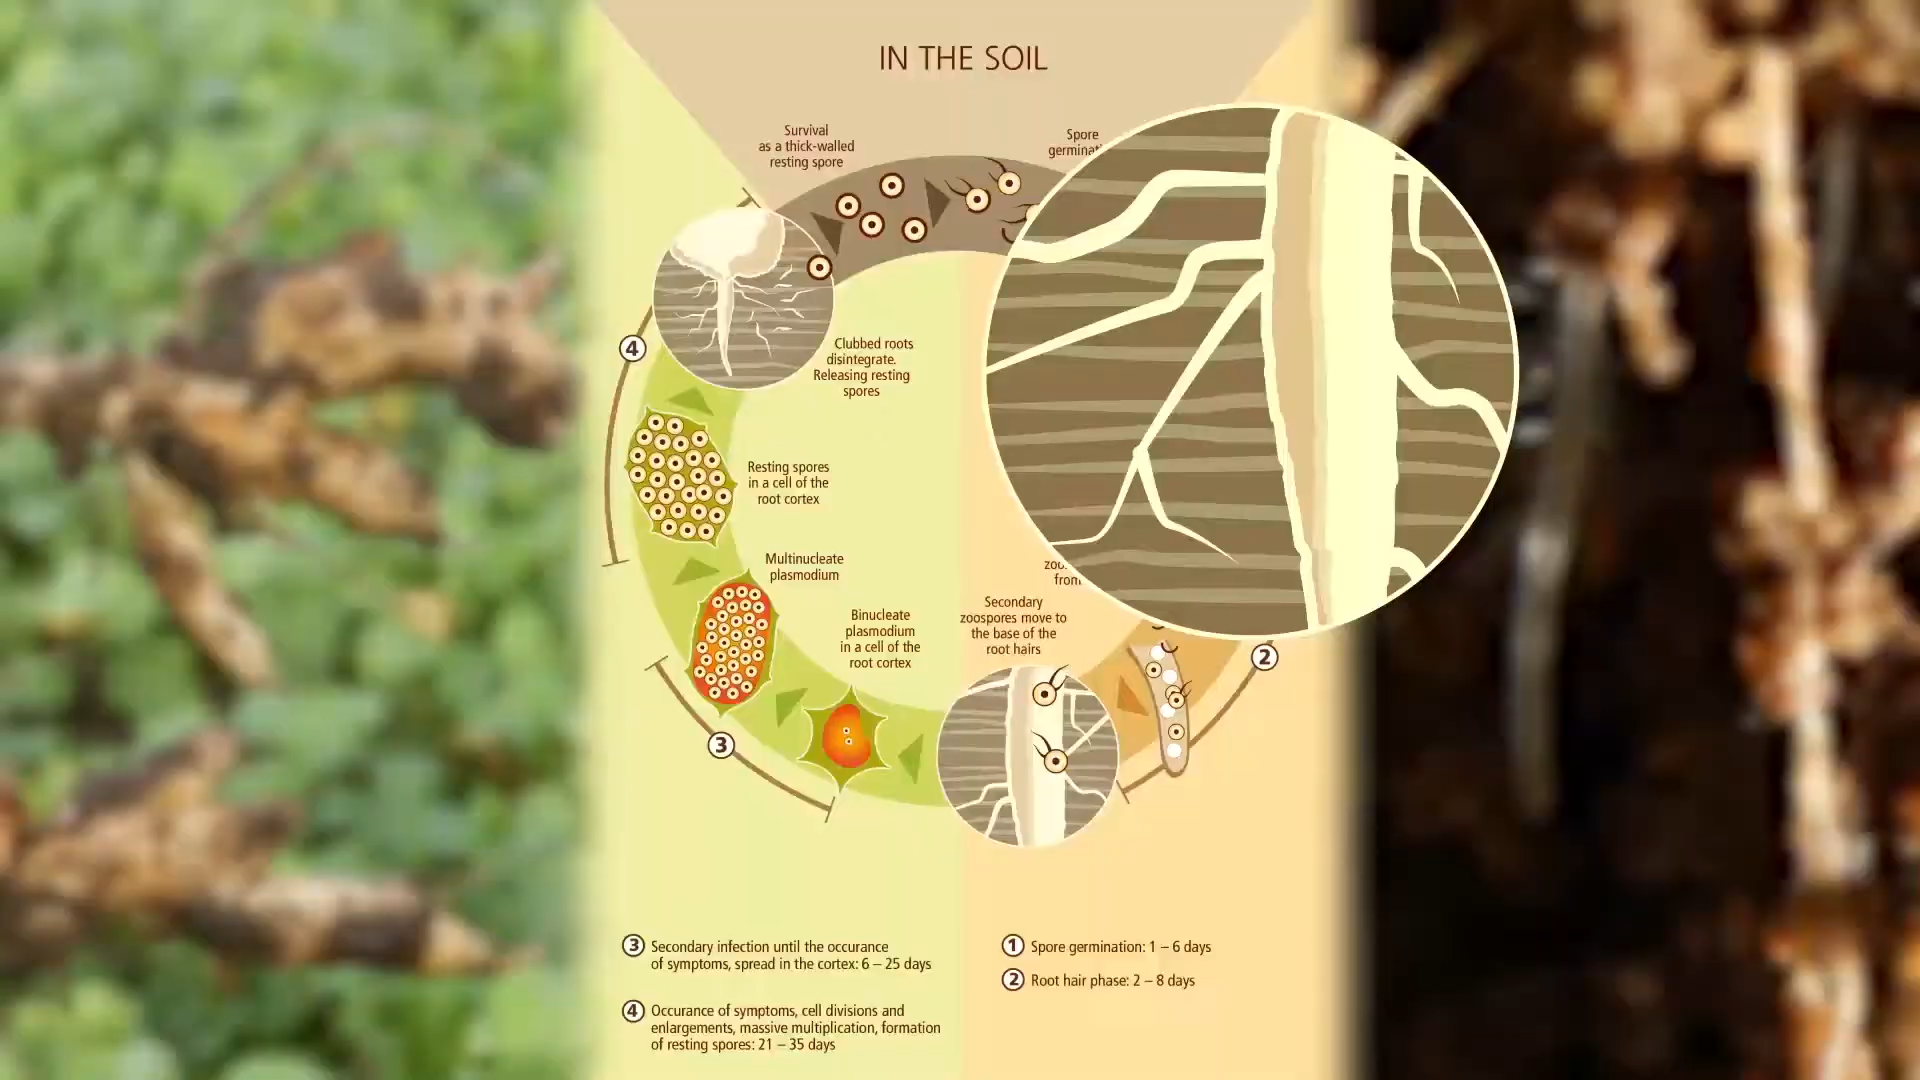 IN THE SOIL
Survival
as a thick-walled
resting spore
Spore
4
Clubbed roots
disintegrate.
Releasing resting
spores
Resting spores
in a cell of the
root cortex
Multinucleate
plasmodium
Binucleate
plasmodium
in a cell of the
root cortex
from
Secondary
zoospores move to
the base of the
root hairs
2
3
3 Secondary infection until the occurance
of symptoms, spread in the cortex: 6 – 25 days
4 Occurance of symptoms, cell divisions and
enlargements, massive multiplication, formation
of resting spores: 21 – 35 days
1 Spore germination: 1 – 6 days
2 Root hair phase: 2 – 8 days